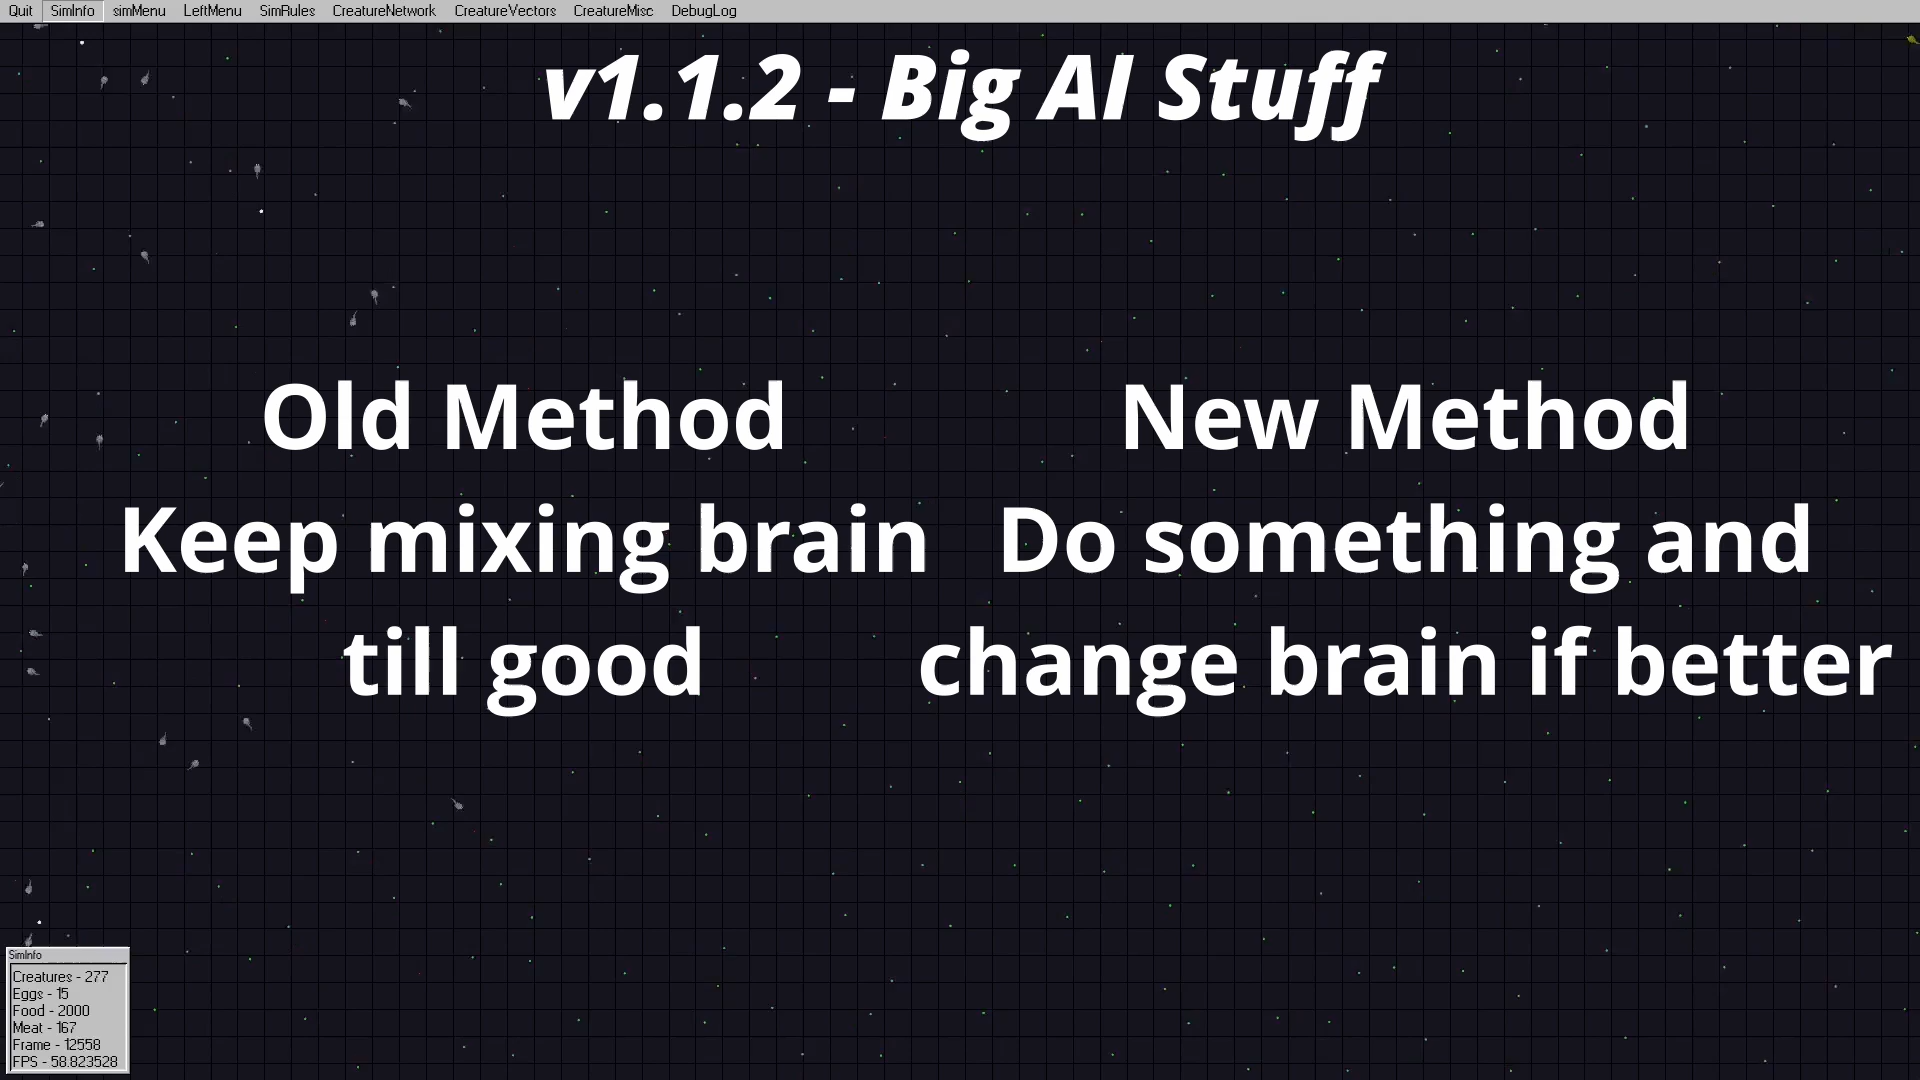 Quit SimInfo simMenu LeftMenu SimRules CreatureNetwork CreatureVectors CreatureMisc DebugLog
v1.1.2 - Big AI Stuff
Old Method
Keep mixing brain
till good
New Method
Do something and
change brain if better
SimInfo
Creatures - 277
Eggs - 15
Food - 2000
Meat - 167
Frame - 12558
FPS - 58.823528